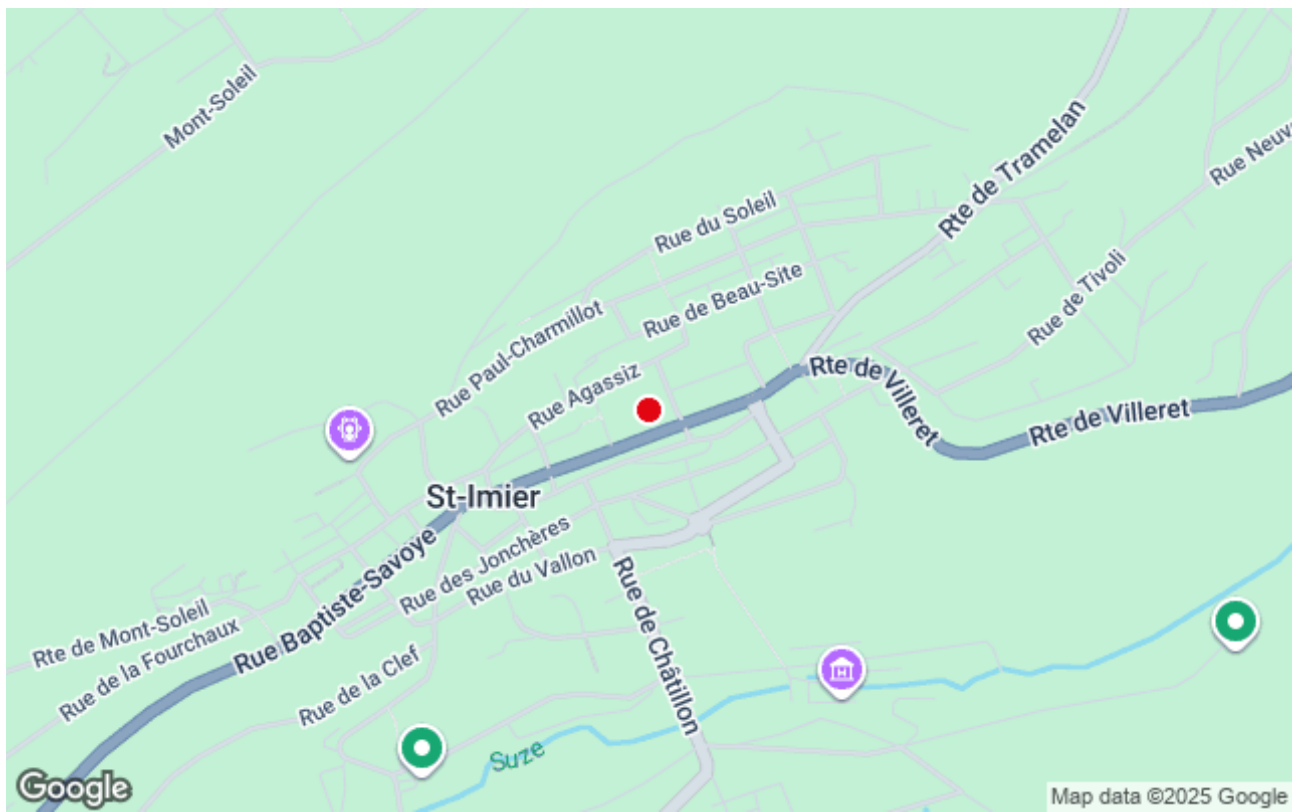 Mont-Soleil
Rte de Tramelan
Rue Neuv
Rue du Soleil
Rue de Beau-Site
Rue de Tivoli
Rue Paul-Charmillot
Rue Agassiz
Rte de Villeret
Rte de Villeret
St-Imier
Rue des Jonchères
Rue du Vallon
Rue Baptiste-Savoye
Rte de Mont-Soleil
Rue de la Fourchaux
Rue de la Clef
Rue de Châtillon
Suze
H
Google
Map data ©2025 Google